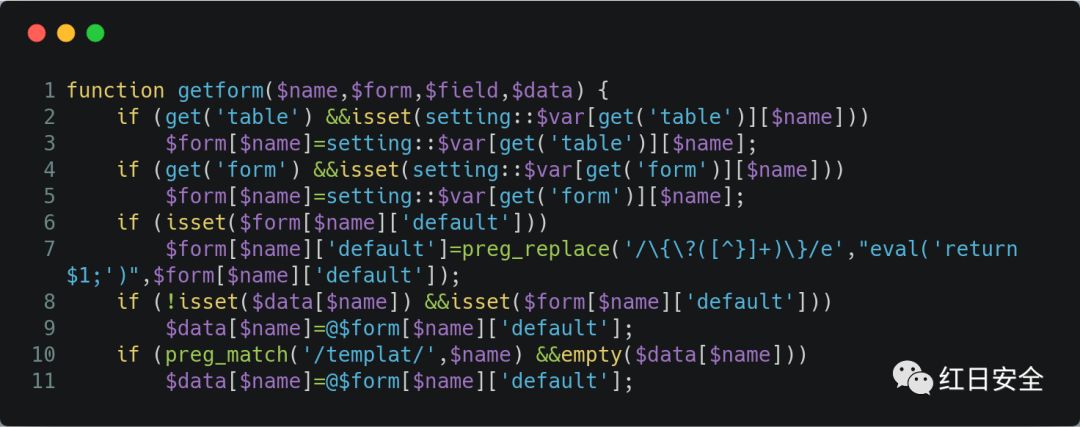 1 function getform($name,$form,$field,$data) {
2     if (get('table') &&isset(setting::$var[get('table')][$name]))
3         $form[$name]=setting::$var[get('table')][$name];
4     if (get('form') &&isset(setting::$var[get('form')][$name]))
5         $form[$name]=setting::$var[get('form')][$name];
6     if (isset($form[$name]['default']))
7         $form[$name]['default']=preg_replace('/\{\?([^}]+)\}/e',"eval('return
$1;')",$form[$name]['default']);
8     if (!isset($data[$name]) &&isset($form[$name]['default']))
9         $data[$name]=@$form[$name]['default'];
10     if (preg_match('/templat/',$name) &&empty($data[$name]))
11         $data[$name]=@$form[$name]['default'];
红日安全